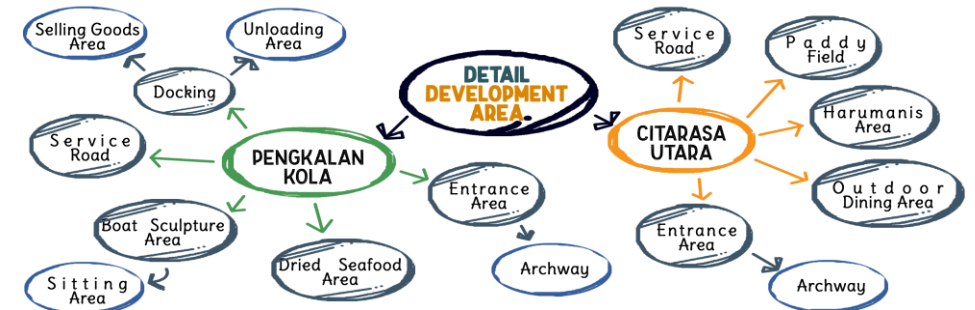 Selling Goods
Area
Unloading
Area
Docking
Service
Road
PENGKALAN
KOLA
Boat Sculpture
Area
Sitting
Area
Dried Seafood
Area
Entrance
Area
Archway
DETAIL
DEVELOPMENT
AREA.
CITARASA
UTARA
Service
Road
Paddy
Field
Harumanis
Area
Outdoor
Dining Area
Entrance
Area
Archway